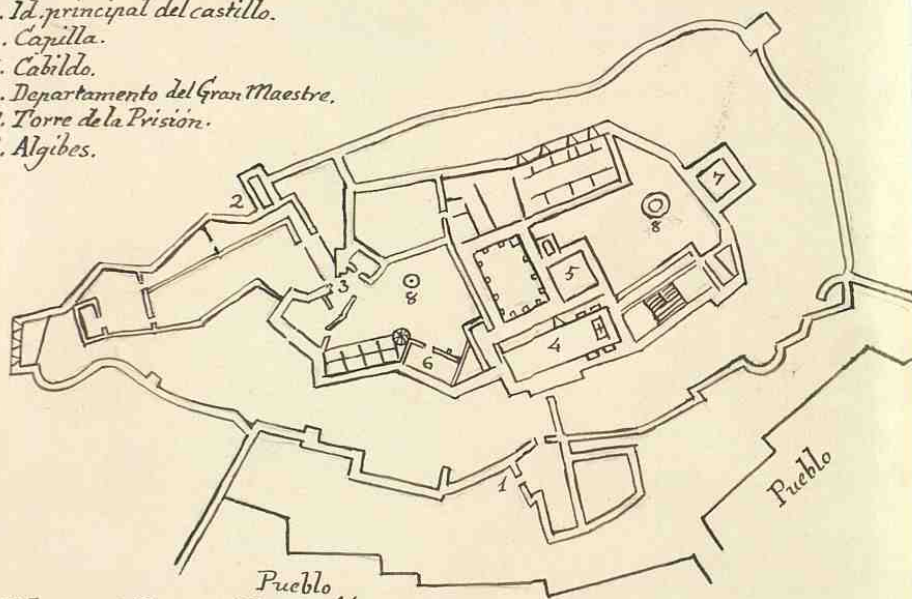 . Id. principal del castillo.
. Capilla.
. Cabildo.
. Departamento del Gran Maestre.
. Torre de la Prisión.
. Algibes.
2
7
8
5
3
8
4
6
1
Pueblo
Pueblo